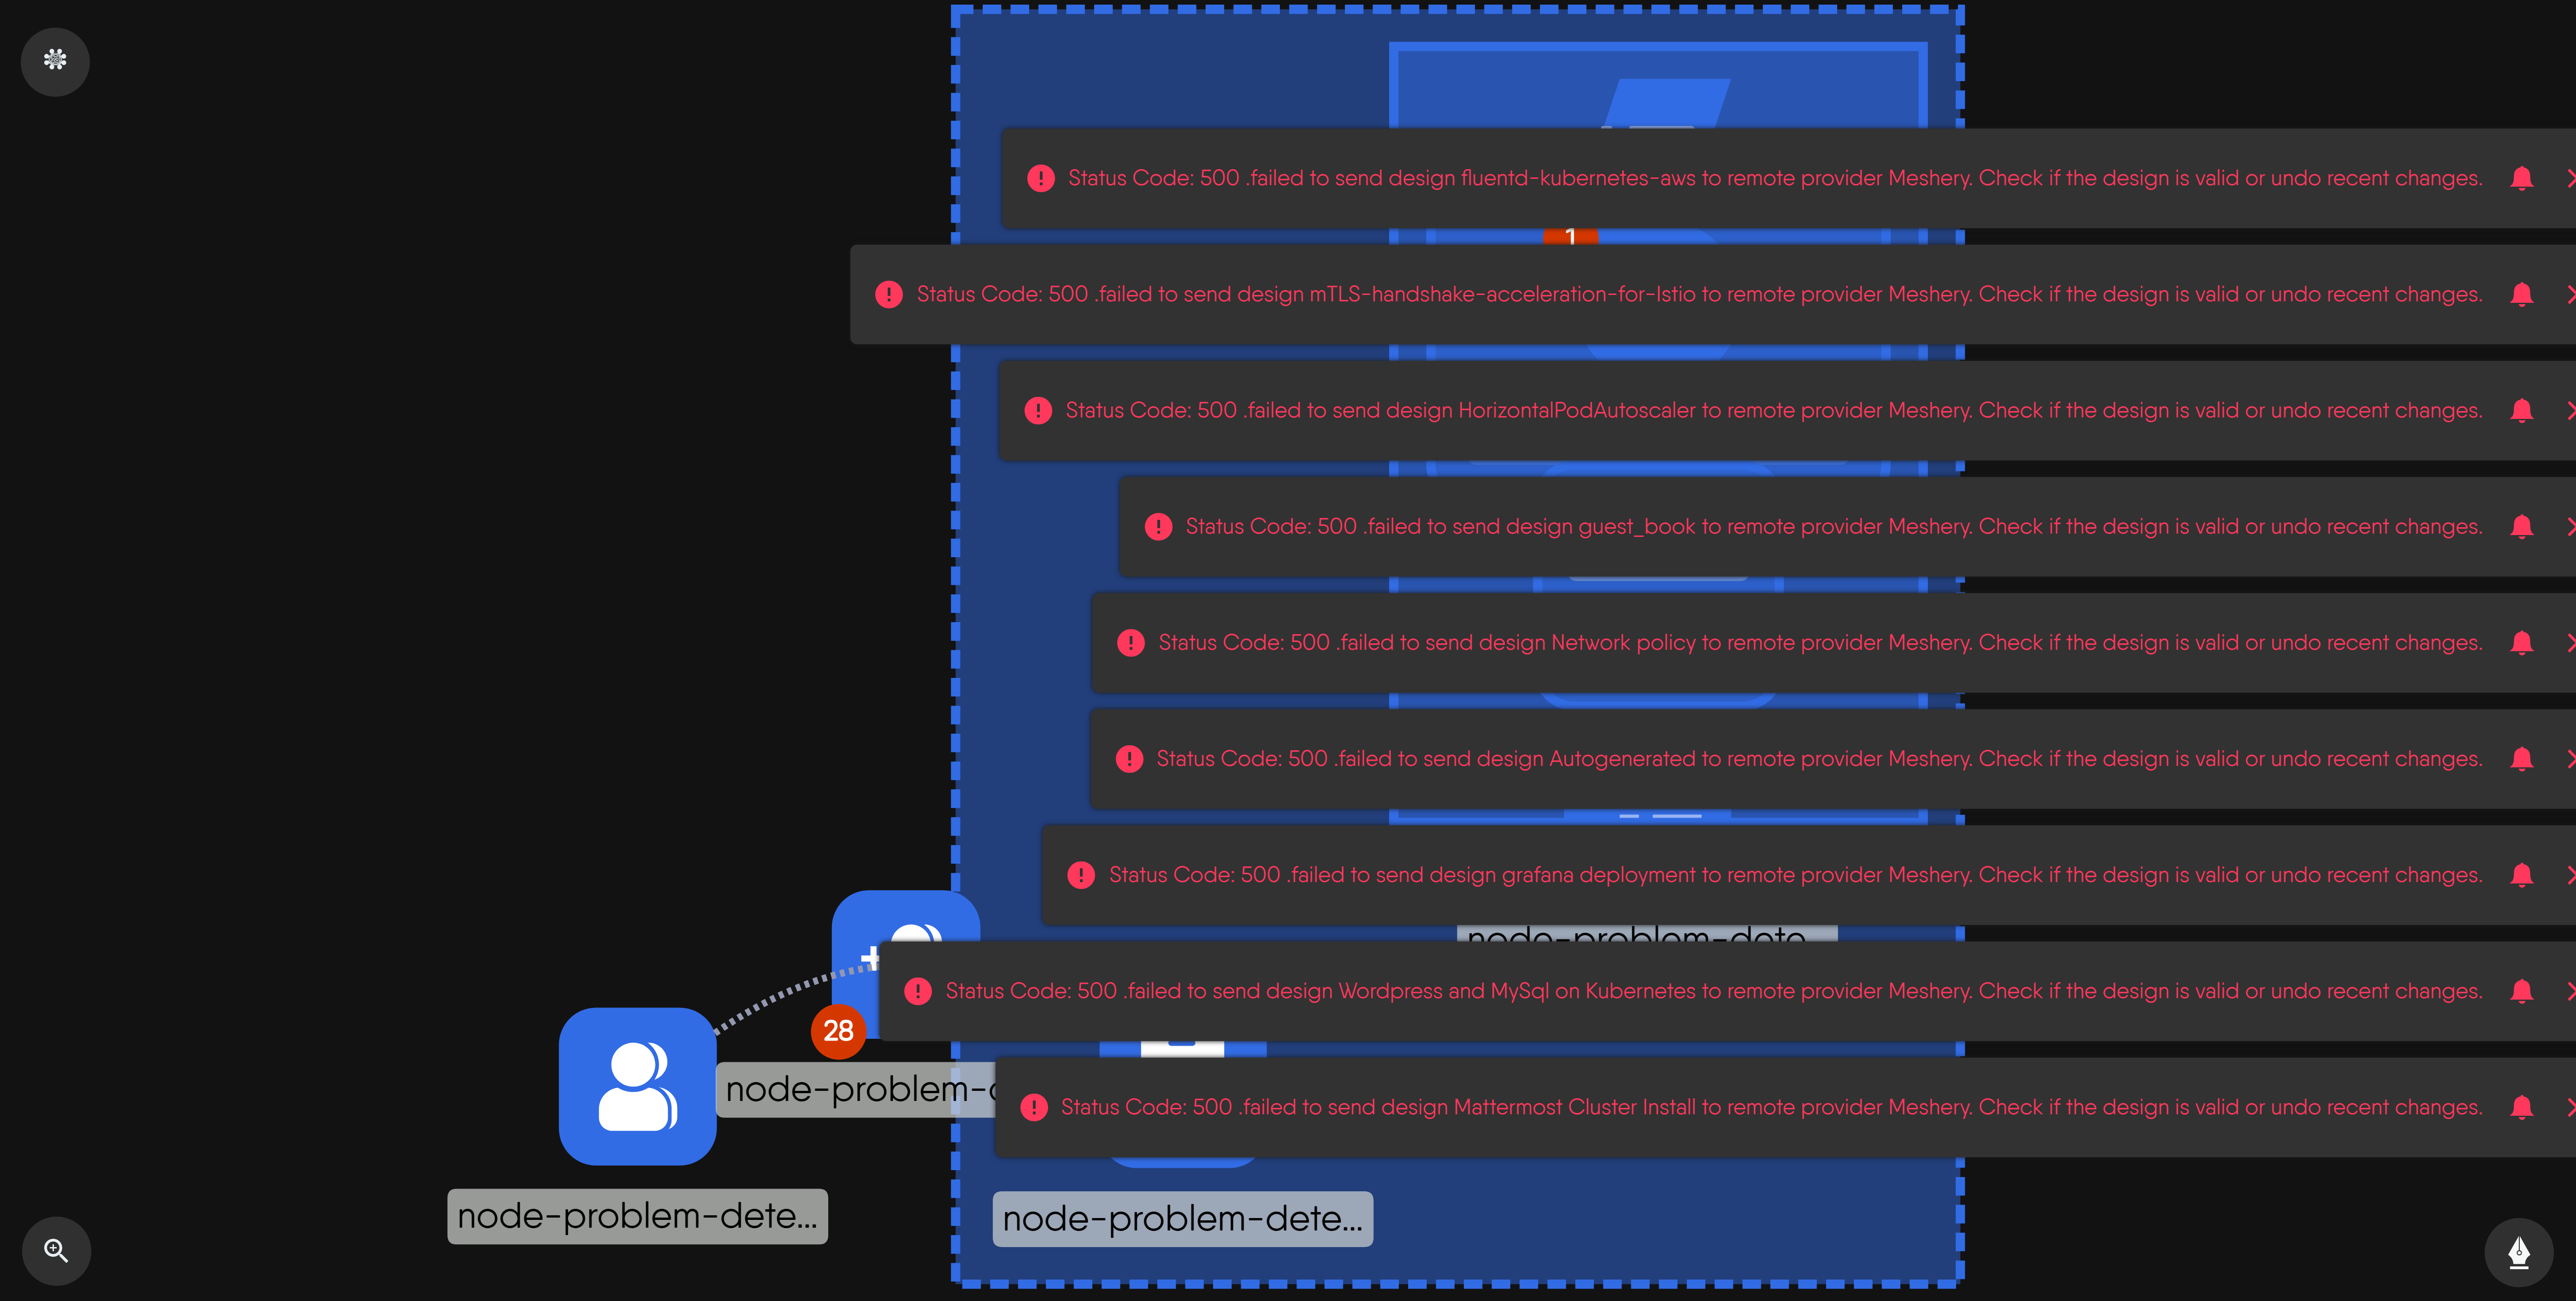 Status Code: 500 .failed to send design fluentd-kubernetes-aws to remote provider Meshery. Check if the design is valid or undo recent changes.
1
Status Code: 500 .failed to send design mTLS-handshake-acceleration-for-Istio to remote provider Meshery. Check if the design is valid or undo recent changes.
Status Code: 500 .failed to send design HorizontalPodAutoscaler to remote provider Meshery. Check if the design is valid or undo recent changes.
Status Code: 500 .failed to send design guest_book to remote provider Meshery. Check if the design is valid or undo recent changes.
Status Code: 500 .failed to send design Network policy to remote provider Meshery. Check if the design is valid or undo recent changes.
Status Code: 500 .failed to send design Autogenerated to remote provider Meshery. Check if the design is valid or undo recent changes.
Status Code: 500 .failed to send design grafana deployment to remote provider Meshery. Check if the design is valid or undo recent changes.
node-problem-dete...
Status Code: 500 .failed to send design Wordpress and MySql on Kubernetes to remote provider Meshery. Check if the design is valid or undo recent changes.
28
node-problem-
Status Code: 500 .failed to send design Mattermost Cluster Install to remote provider Meshery. Check if the design is valid or undo recent changes.
node-problem-dete...
node-problem-dete...